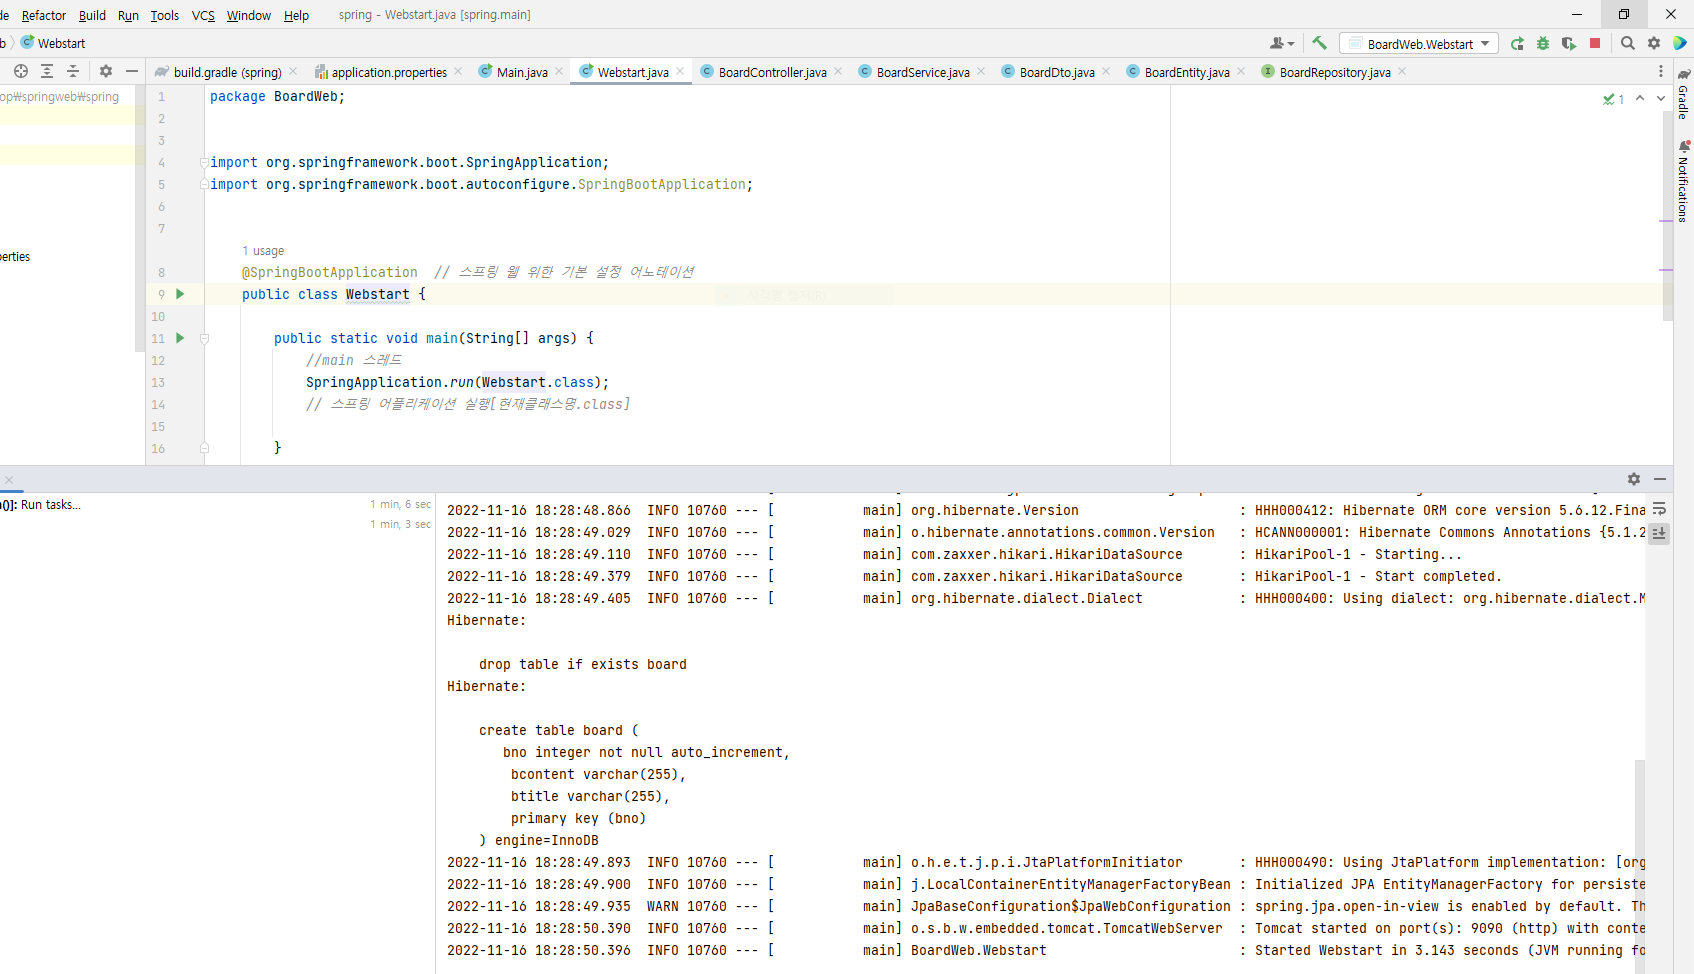 de Refactor Build Run Tools VCS Window Help spring - Webstart.java [spring.main]
b Webstart BoardWeb.Webstart
build.gradle (spring) application.properties Main.java Webstart.java BoardController.java BoardService.java BoardDto.java BoardEntity.java BoardRepository.java
op₩springweb₩spring
perties
1 package BoardWeb;
2
3
4 import org.springframework.boot.SpringApplication;
5 import org.springframework.boot.autoconfigure.SpringBootApplication;
6
7
1 usage
8 @SpringBootApplication // 스프링 웹 위한 기본 설정 어노테이션
9 public class Webstart {
10
11 public static void main(String[] args) {
12 //main 스레드
13 SpringApplication.run(Webstart.class);
14 // 스프링 어플리케이션 실행[현재클래스명.class]
15
16 }
1
Gradle
Notifications
()]: Run tasks... 1 min, 6 sec
1 min, 3 sec
2022-11-16 18:28:48.866 INFO 10760 --- [ main] org.hibernate.Version : HHH000412: Hibernate ORM core version 5.6.12.Fina
2022-11-16 18:28:49.029 INFO 10760 --- [ main] o.hibernate.annotations.common.Version : HCANN000001: Hibernate Commons Annotations {5.1.2
2022-11-16 18:28:49.110 INFO 10760 --- [ main] com.zaxxer.hikari.HikariDataSource : HikariPool-1 - Starting...
2022-11-16 18:28:49.379 INFO 10760 --- [ main] com.zaxxer.hikari.HikariDataSource : HikariPool-1 - Start completed.
2022-11-16 18:28:49.405 INFO 10760 --- [ main] org.hibernate.dialect.Dialect : HHH000400: Using dialect: org.hibernate.dialect.M
Hibernate:
drop table if exists board
Hibernate:
create table board (
bno integer not null auto_increment,
bcontent varchar(255),
btitle varchar(255),
primary key (bno)
) engine=InnoDB
2022-11-16 18:28:49.893 INFO 10760 --- [ main] o.h.e.t.j.p.i.JtaPlatformInitiator : HHH000490: Using JtaPlatform implementation: [org
2022-11-16 18:28:49.900 INFO 10760 --- [ main] j.LocalContainerEntityManagerFactoryBean : Initialized JPA EntityManagerFactory for persiste
2022-11-16 18:28:49.935 WARN 10760 --- [ main] JpaBaseConfiguration$JpaWebConfiguration : spring.jpa.open-in-view is enabled by default. Th
2022-11-16 18:28:50.390 INFO 10760 --- [ main] o.s.b.w.embedded.tomcat.TomcatWebServer : Tomcat started on port(s): 9090 (http) with conte
2022-11-16 18:28:50.396 INFO 10760 --- [ main] BoardWeb.Webstart : Started Webstart in 3.143 seconds (JVM running fo